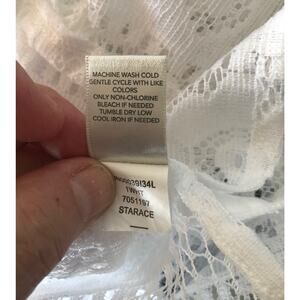 MACHINE WASH COLD
GENTLE CYCLE WITH LIKE
COLORS
ONLY NON-CHLORINE
BLEACH IF NEEDED
TUMBLE DRY LOW
COOL IRON IF NEEDED
7051197
STARACE